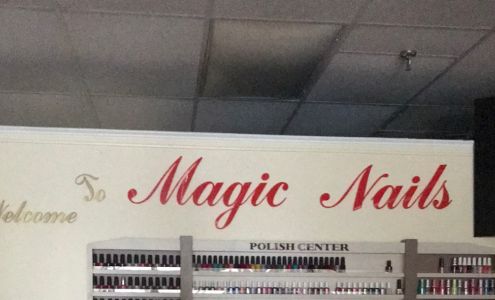 Welcome To Magic Nails
POLISH CENTER